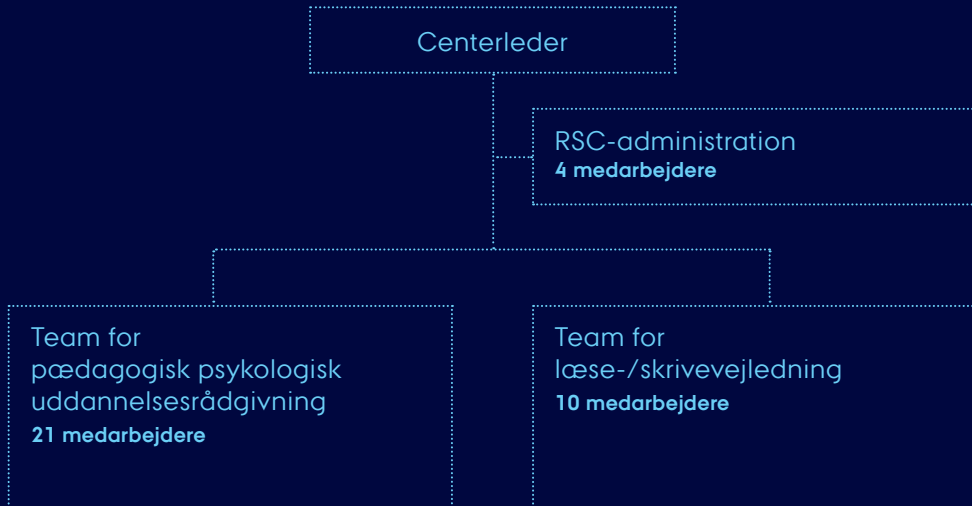 Centerleder
RSC-administration
4 medarbejdere
Team for
pædagogisk psykologisk
uddannelsesrådgivning
21 medarbejdere
Team for
læse-/skrivevejledning
10 medarbejdere